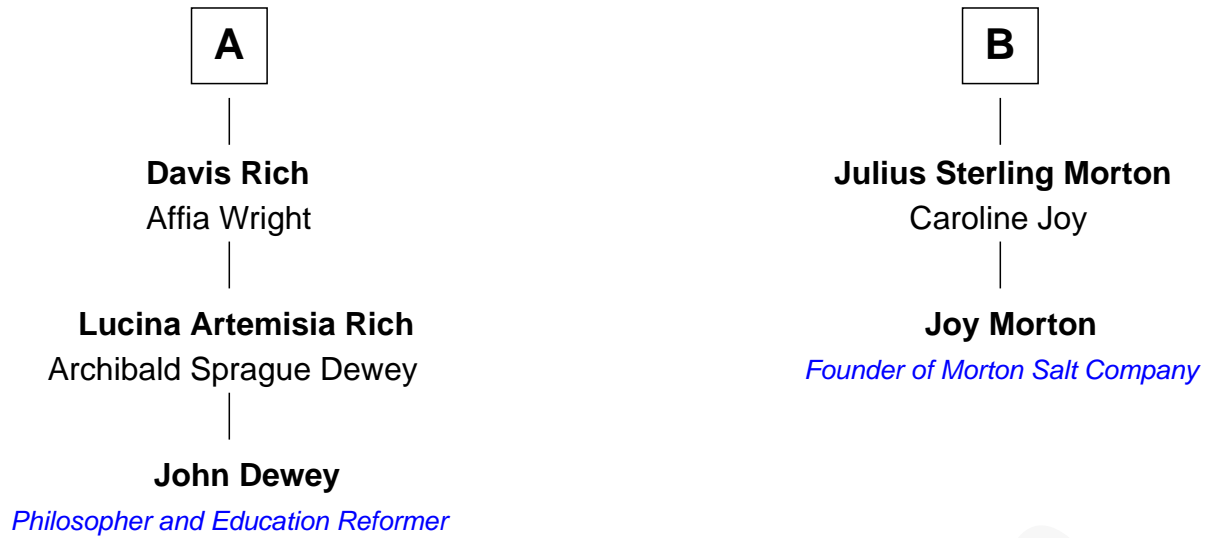 A
Davis Rich
Affia Wright
Lucina Artemisia Rich
Archibald Sprague Dewey
John Dewey
Philosopher and Education Reformer
B
Julius Sterling Morton
Caroline Joy
Joy Morton
Founder of Morton Salt Company